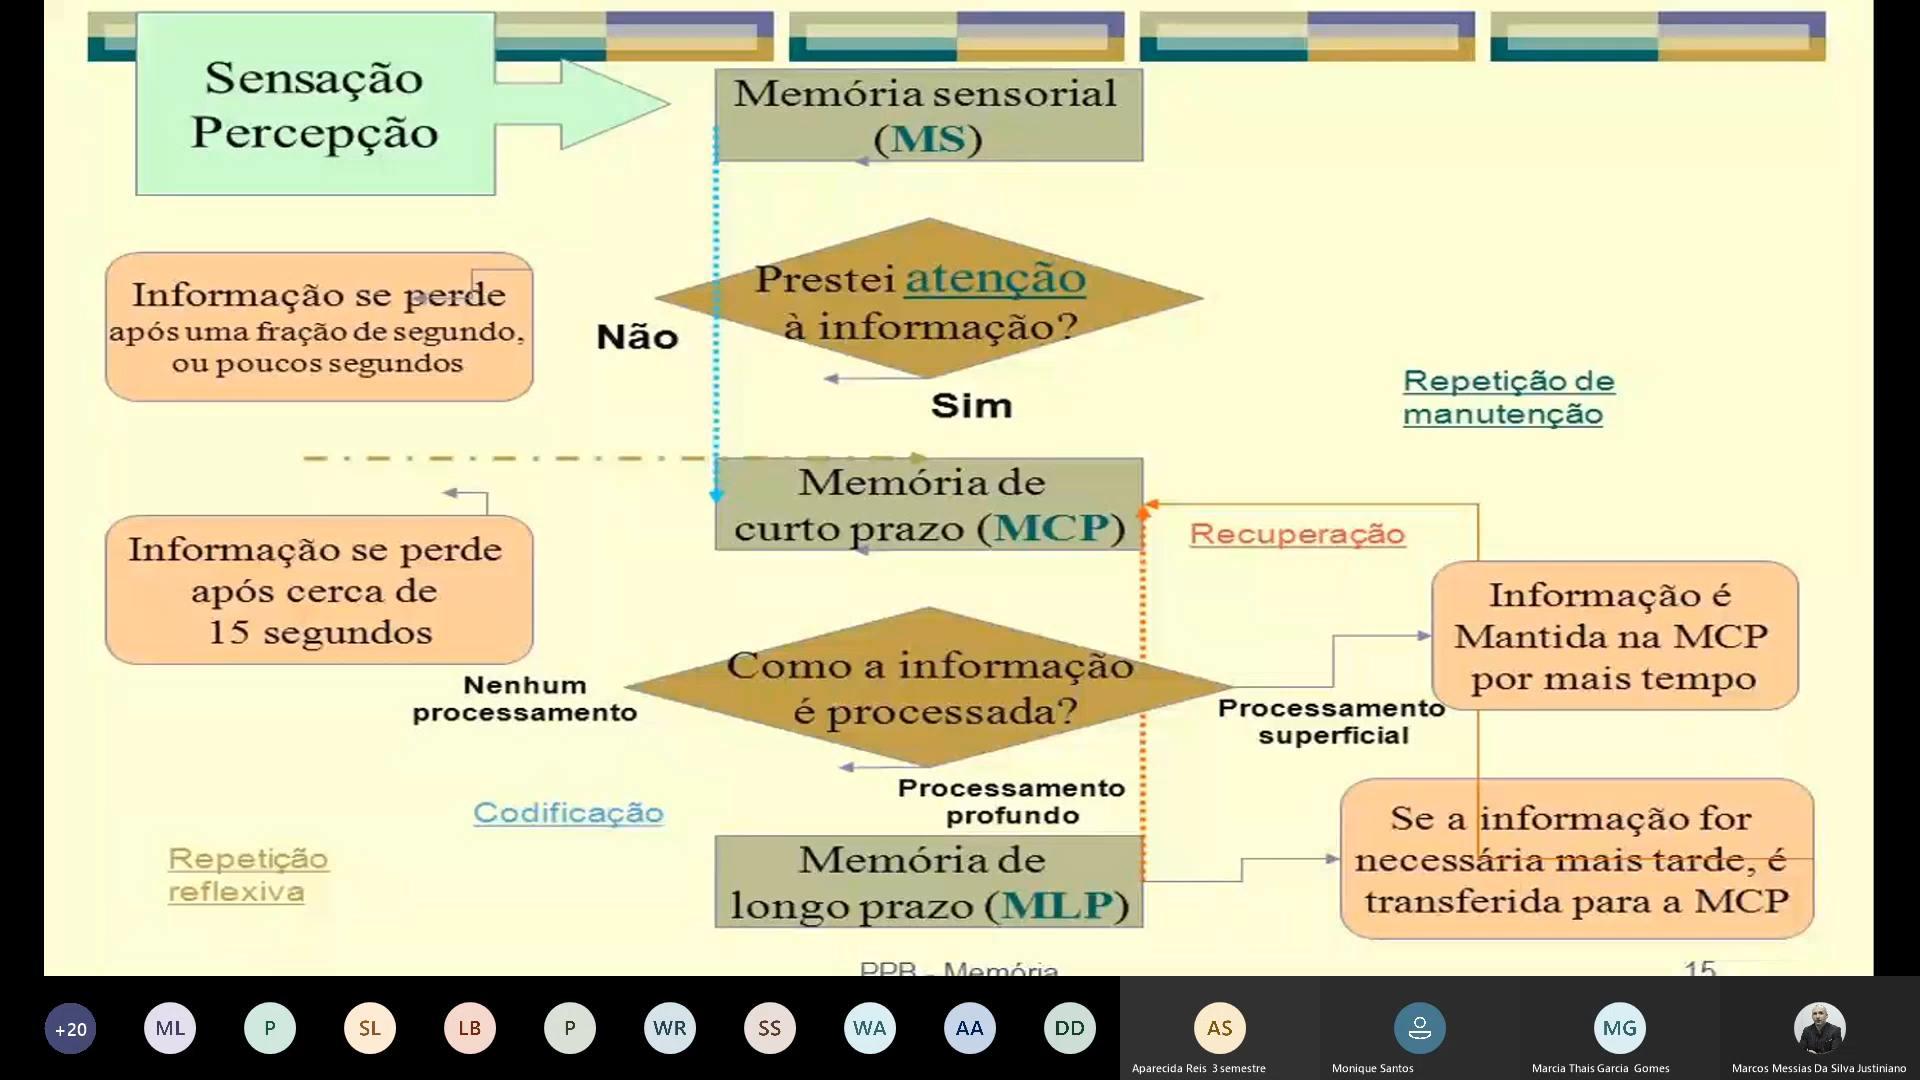 Sensação
Percepção
Memória sensorial
(MS)
Informação se perde
após uma fração de segundo,
ou poucos segundos
Prestei atenção
à informação?
Não
Sim
Repetição de
manutenção
Memória de
curto prazo (MCP)
Recuperação
Informação se perde
após cerca de
15 segundos
Informação é
Mantida na MCP
por mais tempo
Como a informação
é processada?
Nenhum
processamento
Processamento
superficial
Processamento
profundo
Codificação
Repetição
reflexiva
Memória de
longo prazo (MLP)
Se a informação for
necessária mais tarde, é
transferida para a MCP
PPB - Memória
15
+20
ML
P
SL
LB
P
WR
SS
WA
AA
DD
AS
MG
Aparecida Reis 3 semestre
Monique Santos
Marcia Thais Garcia Gomes
Marcos Messias Da Silva Justiniano